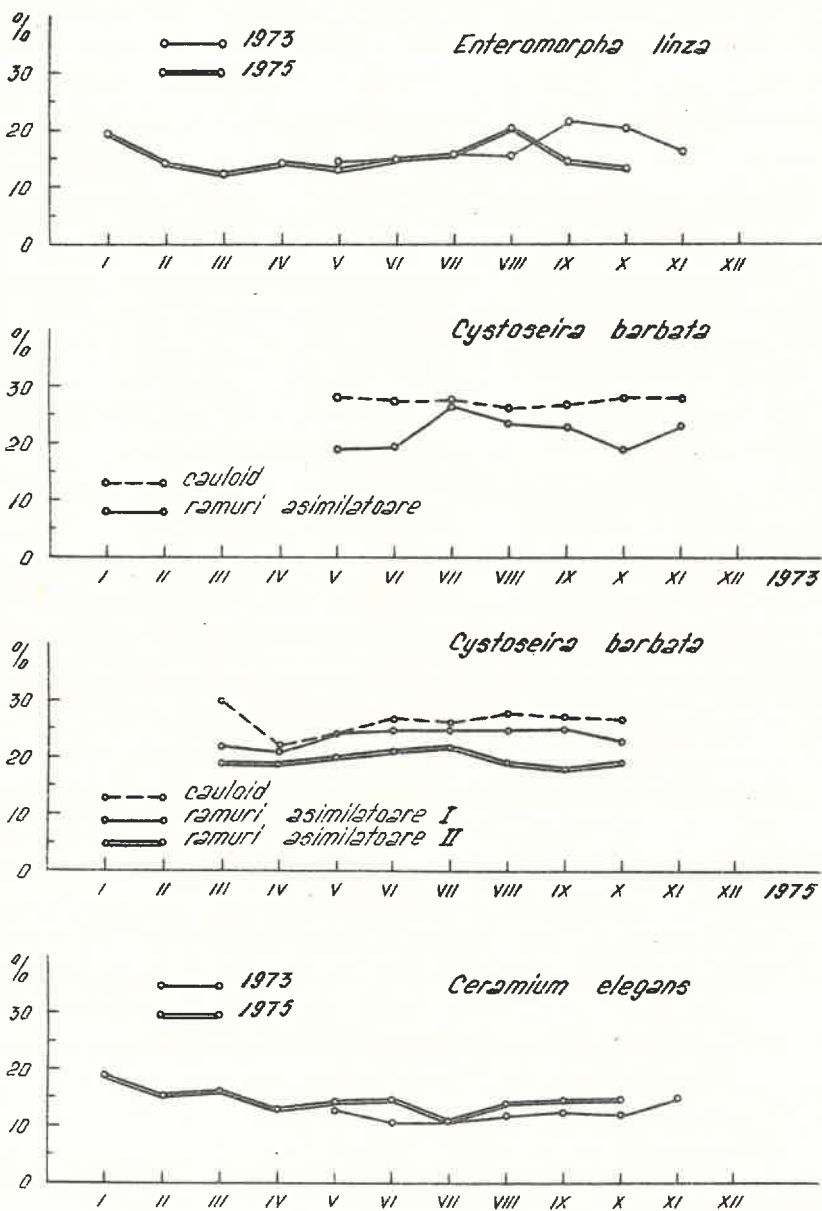 %
1973
Enteromorpha linza
1975
30
20
10
0
I II III IV V VI VII VIII IX X XI XII
%
Cystoseira barbata
30
20
cauloid
10
ramuri asimilatoare
0
I II III IV V VI VII VIII IX X XI XII 1973
%
Cystoseira barbata
30
20
cauloid
10
ramuri asimilatoare I
ramuri asimilatoare II
0
I II III IV V VI VII VIII IX X XI XII 1975
%
1973
Ceramium elegans
1975
30
20
10
0
I II III IV V VI VII VIII IX X XI XII